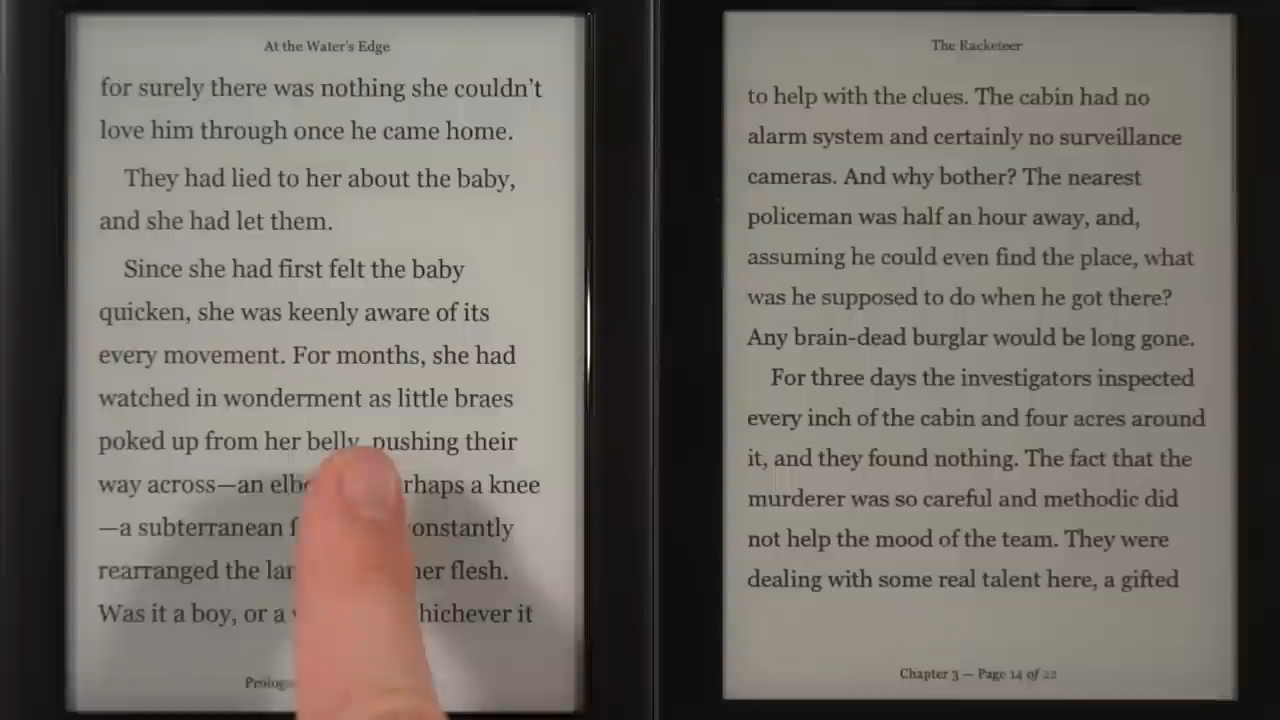 At the Water's Edge
for surely there was nothing she couldn't
love him through once he came home.
They had lied to her about the baby,
and she had let them.
Since she had first felt the baby
quicken, she was keenly aware of its
every movement. For months, she had
watched in wonderment as little braes
poked up from her belly, pushing their
way across—an a knee
—a subterranean
rearranged the her flesh.
Was it a boy, or a it
The Racketeer
to help with the clues. The cabin had no
alarm system and certainly no surveillance
cameras. And why bother? The nearest
policeman was half an hour away, and,
assuming he could even find the place, what
was he supposed to do when he got there?
Any brain-dead burglar would be long gone.
For three days the investigators inspected
every inch of the cabin and four acres around
it, and they found nothing. The fact that the
murderer was so careful and methodic did
not help the mood of the team. They were
dealing with some real talent here, a gifted
Chapter 3 — Page 14 of 22